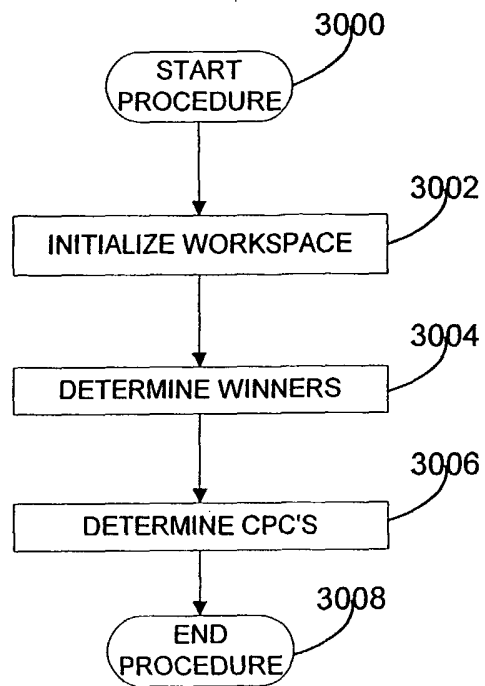 3000
START
PROCEDURE
3002
INITIALIZE WORKSPACE
3004
DETERMINE WINNERS
3006
DETERMINE CPC'S
3008
END
PROCEDURE